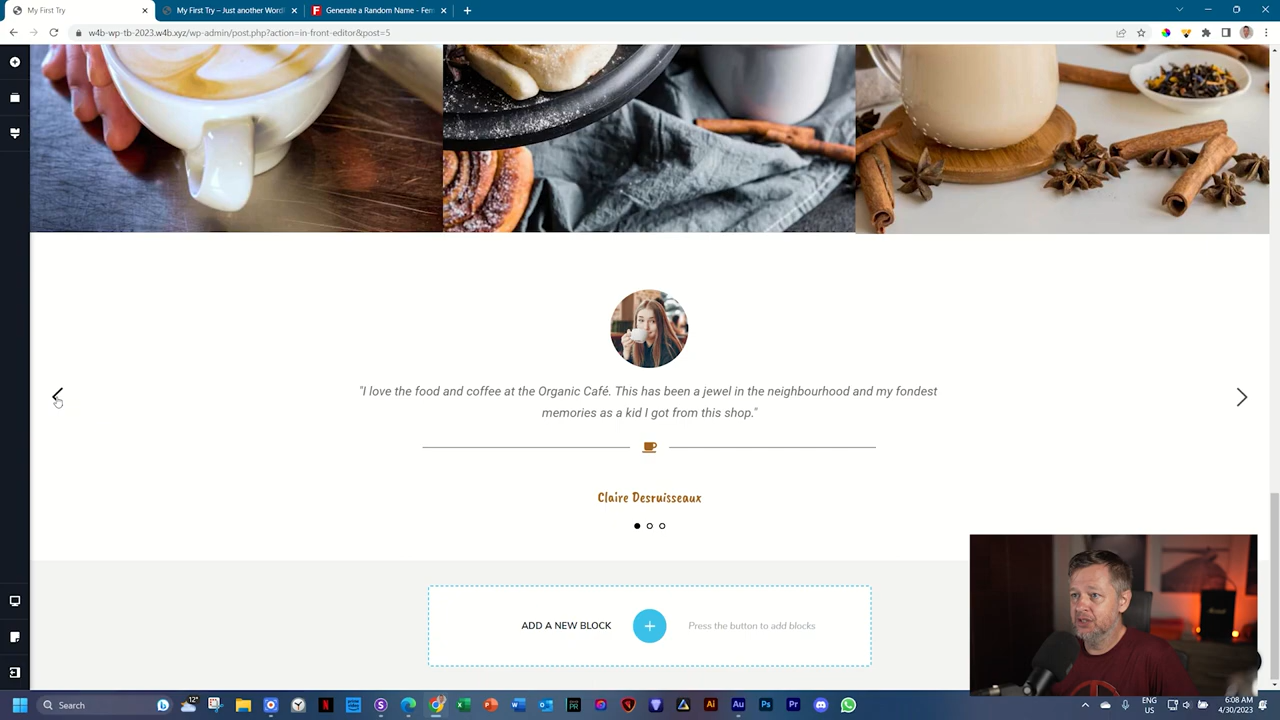 My First Try
My First Try – Just another Word
Generate a Random Name - Fen
w4b-wp-tb-2023.w4b.xyz/wp-admin/post.php?action=in-front-editor&post=5
"I love the food and coffee at the Organic Café. This has been a jewel in the neighbourhood and my fondest
memories as a kid I got from this shop."
Claire Desruisseaux
ADD A NEW BLOCK
Press the button to add blocks
Search
12°
ENG
US
6:08 AM
4/30/2023